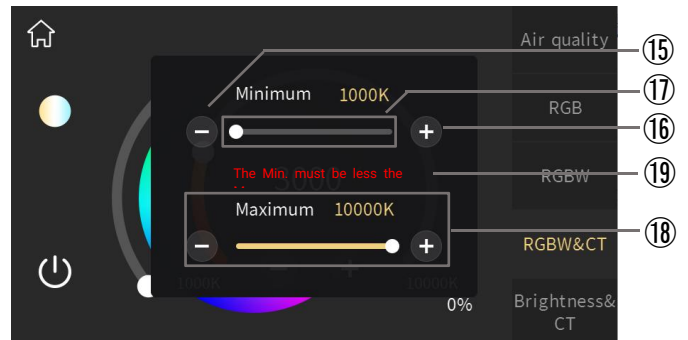 Air quality
⑮
Minimum 1000K
⑰
RGB
−
+
⑯
The Min. must be less the
3000
RGBW
⑲
Maximum 10000K
⑱
−
+
RGBW&CT
− +
1000K
10000K
0%
Brightness&
CT